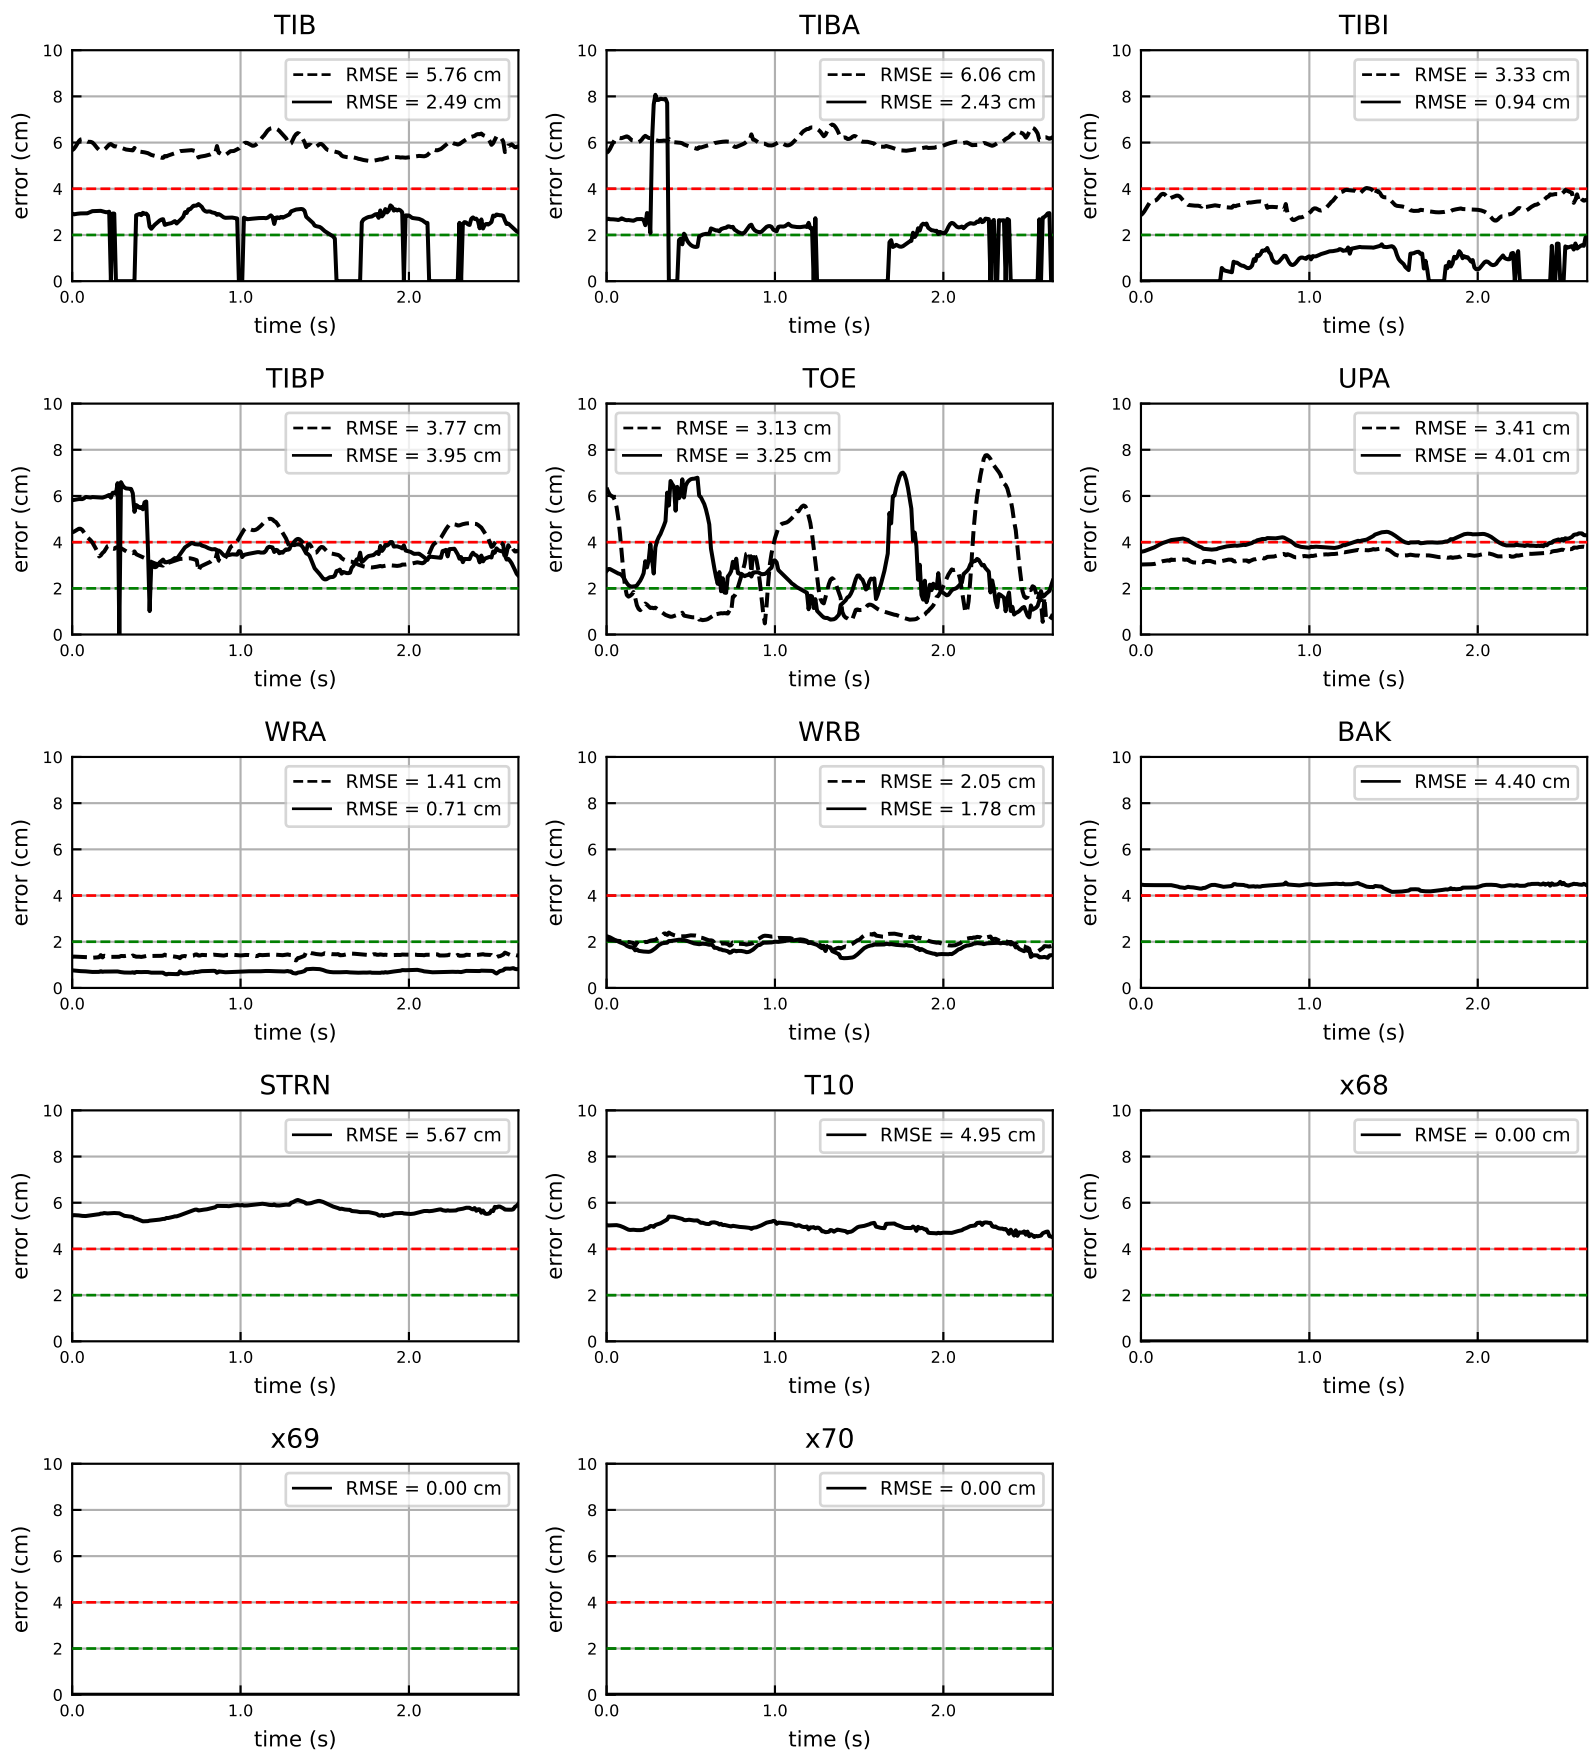 TIB
10
8
6
4
2
0
error (cm)
RMSE = 5.76 cm
RMSE = 2.49 cm
0.0 1.0 2.0
time (s)
TIBA
10
8
6
4
2
0
error (cm)
RMSE = 6.06 cm
RMSE = 2.43 cm
0.0 1.0 2.0
time (s)
TIBI
10
8
6
4
2
0
error (cm)
RMSE = 3.33 cm
RMSE = 0.94 cm
0.0 1.0 2.0
time (s)
TIBP
10
8
6
4
2
0
error (cm)
RMSE = 3.77 cm
RMSE = 3.95 cm
0.0 1.0 2.0
time (s)
TOE
10
8
6
4
2
0
error (cm)
RMSE = 3.13 cm
RMSE = 3.25 cm
0.0 1.0 2.0
time (s)
UPA
10
8
6
4
2
0
error (cm)
RMSE = 3.41 cm
RMSE = 4.01 cm
0.0 1.0 2.0
time (s)
WRA
10
8
6
4
2
0
error (cm)
RMSE = 1.41 cm
RMSE = 0.71 cm
0.0 1.0 2.0
time (s)
WRB
10
8
6
4
2
0
error (cm)
RMSE = 2.05 cm
RMSE = 1.78 cm
0.0 1.0 2.0
time (s)
BAK
10
8
6
4
2
0
error (cm)
RMSE = 4.40 cm
0.0 1.0 2.0
time (s)
STRN
10
8
6
4
2
0
error (cm)
RMSE = 5.67 cm
0.0 1.0 2.0
time (s)
T10
10
8
6
4
2
0
error (cm)
RMSE = 4.95 cm
0.0 1.0 2.0
time (s)
x68
10
8
6
4
2
0
error (cm)
RMSE = 0.00 cm
0.0 1.0 2.0
time (s)
x69
10
8
6
4
2
0
error (cm)
RMSE = 0.00 cm
0.0 1.0 2.0
time (s)
x70
10
8
6
4
2
0
error (cm)
RMSE = 0.00 cm
0.0 1.0 2.0
time (s)